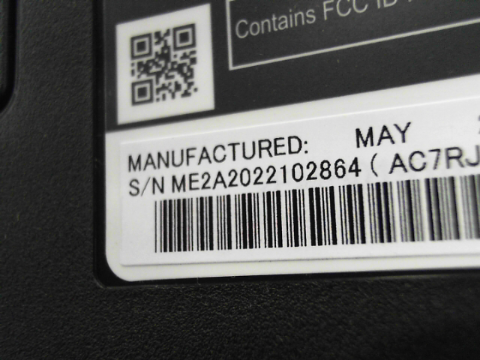 Contains FCC ID
MANUFACTURED: MAY
S/N ME2A2022102864 ( AC7RJ